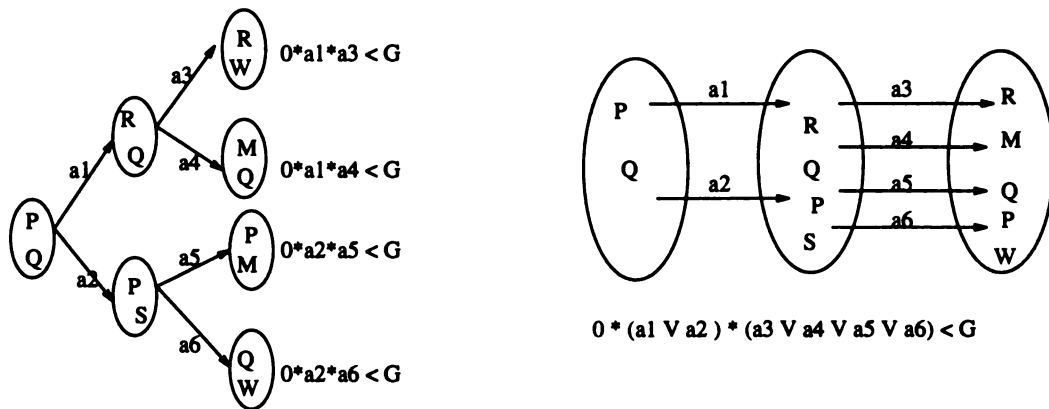 R
W
0*a1*a3 < G
a3
R
Q
a4
M
Q
0*a1*a4 < G
a1
P
Q
a2
P
S
a5
P
M
0*a2*a5 < G
a6
Q
W
0*a2*a6 < G
P
Q
a1
a2
R
Q
P
S
a3
a4
a5
a6
R
M
Q
P
W
0 * (a1 V a2 ) * (a3 V a4 V a5 V a6) < G